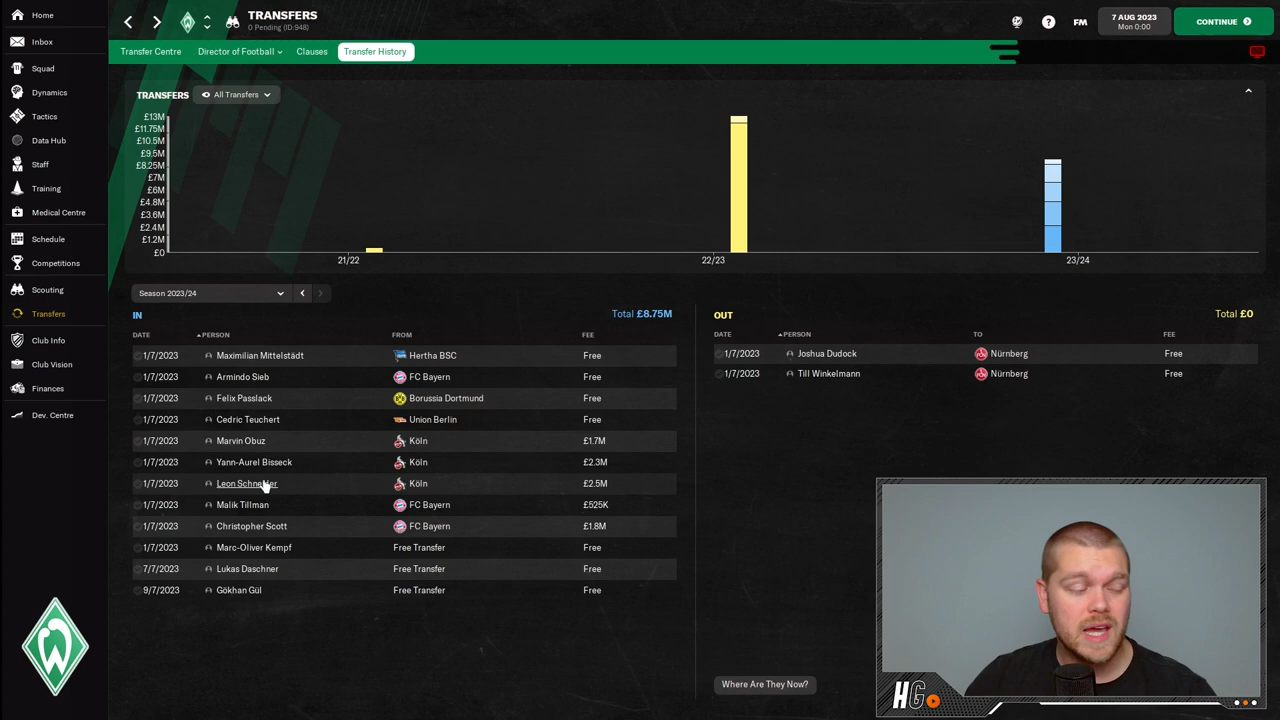 Home
Inbox
Squad
Dynamics
Tactics
Data Hub
Staff
Training
Medical Centre
Schedule
Competitions
Scouting
Transfers
Club Info
Club Vision
Finances
Dev. Centre
TRANSFERS
0 Pending (ID:948)
FM
7 AUG 2023
Mon 0:00
CONTINUE
Transfer Centre Director of Football Clauses Transfer History
TRANSFERS All Transfers
£13M
£11.75M
£10.5M
£9.5M
£8.25M
£7M
£6M
£4.8M
£3.6M
£2.4M
£1.2M
£0
21/22 22/23 23/24
Season 2023/24
IN Total £8.75M
DATE PERSON FROM FEE
1/7/2023 Maximilian Mittelstädt Hertha BSC Free
1/7/2023 Armindo Sieb FC Bayern Free
1/7/2023 Felix Passlack Borussia Dortmund Free
1/7/2023 Cedric Teuchert Union Berlin Free
1/7/2023 Marvin Obuz Köln £1.7M
1/7/2023 Yann-Aurel Bisseck Köln £2.3M
1/7/2023 Leon Köln £2.5M
1/7/2023 Malik Tillman FC Bayern £525K
1/7/2023 Christopher Scott FC Bayern £1.8M
1/7/2023 Marc-Oliver Kempf Free Transfer Free
7/7/2023 Lukas Daschner Free Transfer Free
9/7/2023 Gökhan Gül Free Transfer Free
OUT Total £0
DATE PERSON TO FEE
1/7/2023 Joshua Dudock Nürnberg Free
1/7/2023 Till Winkelmann Nürnberg Free
Where Are They Now?
HG